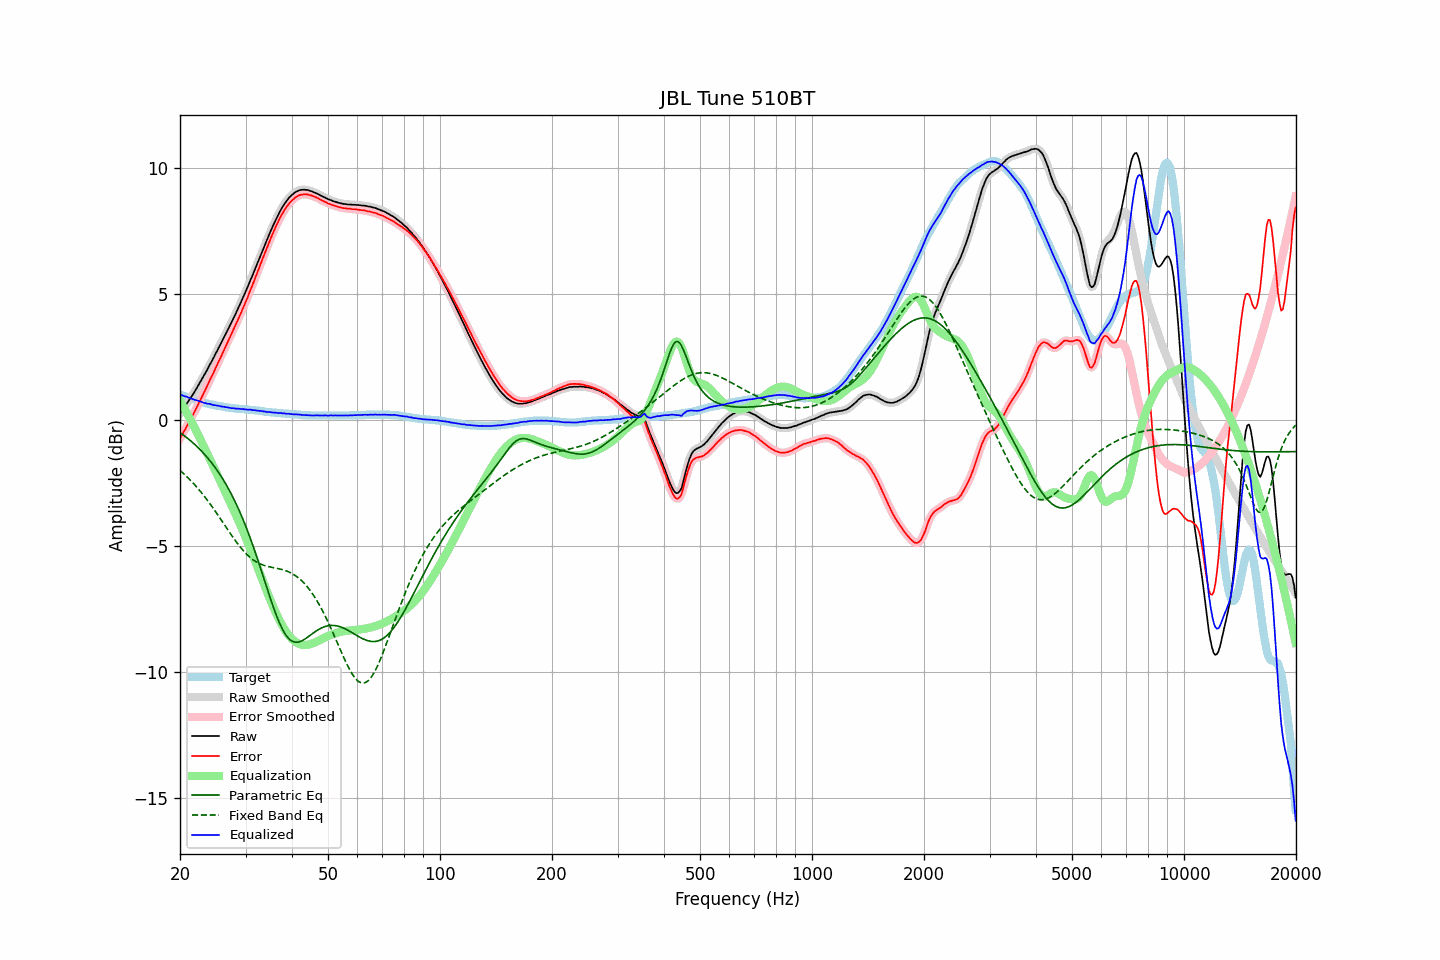 JBL Tune 510BT
Amplitude (dBr)
10
5
0
−5
−10
−15
Target
Raw Smoothed
Error Smoothed
Raw
Error
Equalization
Parametric Eq
Fixed Band Eq
Equalized
20 50 100 200 500 1000 2000 5000 10000 20000
Frequency (Hz)